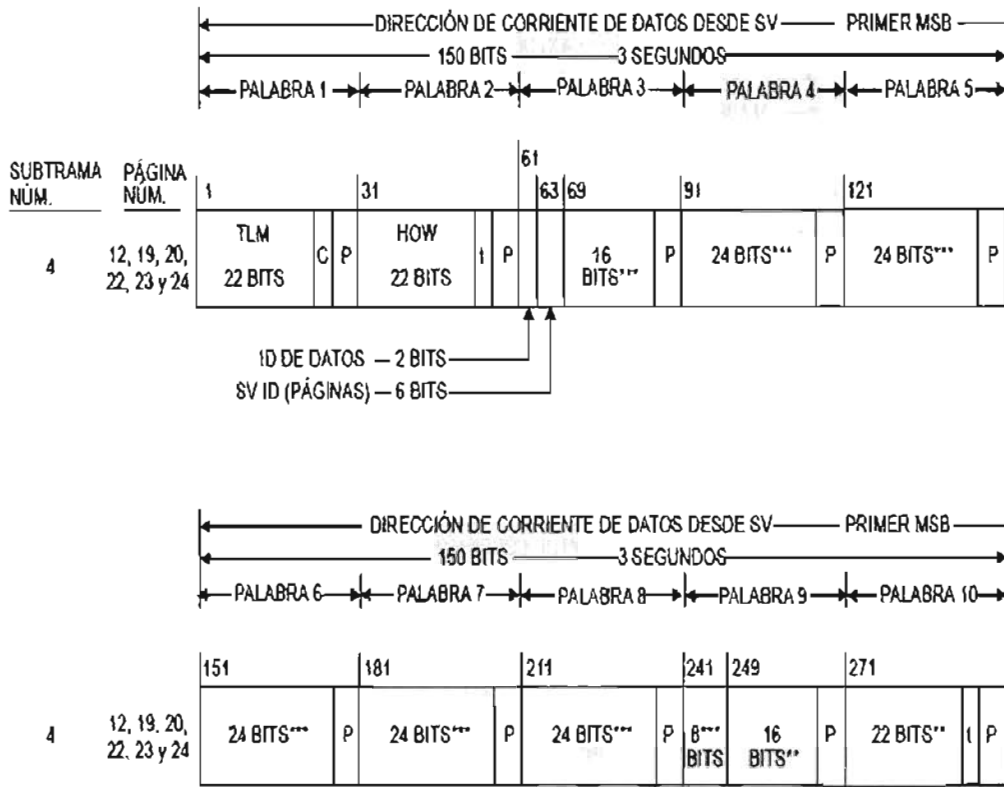 DIRECCIÓN DE CORRIENTE DE DATOS DESDE SV PRIMER MSB
150 BITS 3 SEGUNDOS
PALABRA 1 PALABRA 2 PALABRA 3 PALABRA 4 PALABRA 5
SUBTRAMA NÚM.
PÁGINA NÚM.
1 31 61 63 69 91 121
4
12, 19, 20,
22, 23 y 24
TLM
22 BITS
C
P
HOW
22 BITS
t
P
16
BITS***
P
24 BITS***
P
24 BITS***
P
ID DE DATOS — 2 BITS
SV ID (PÁGINAS) — 6 BITS
DIRECCIÓN DE CORRIENTE DE DATOS DESDE SV PRIMER MSB
150 BITS 3 SEGUNDOS
PALABRA 6 PALABRA 7 PALABRA 8 PALABRA 9 PALABRA 10
151 181 211 241 249 271
4
12, 19, 20,
22, 23 y 24
24 BITS***
P
24 BITS***
P
24 BITS***
P
8***
BITS
16
BITS**
P
22 BITS**
t
P